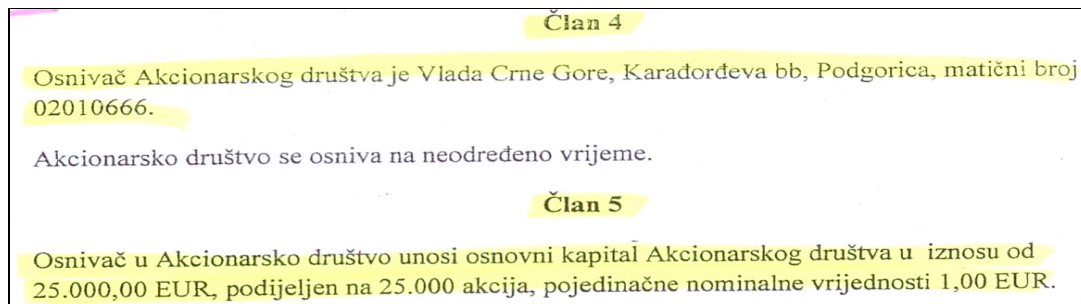 Član 4
Osnivač Akcionarskog društva je Vlada Crne Gore, Karađorđeva bb, Podgorica, matični broj
02010666.
Akcionarsko društvo se osniva na neodređeno vrijeme.
Član 5
Osnivač u Akcionarsko društvo unosi osnovni kapital Akcionarskog društva u iznosu od
25.000,00 EUR, podijeljen na 25.000 akcija, pojedinačne nominalne vrijednosti 1,00 EUR.